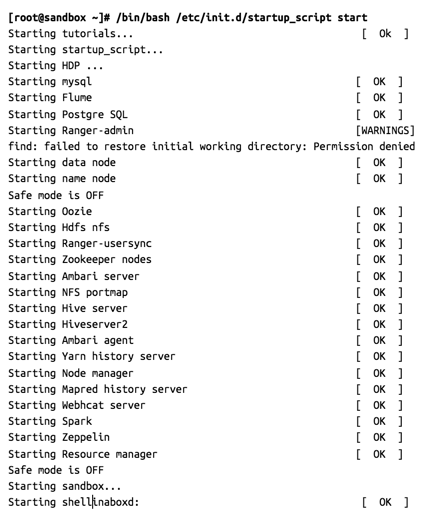 [root@sandbox ~]# /bin/bash /etc/init.d/startup_script start
Starting tutorials... [ Ok ]
Starting startup_script...
Starting HDP ...
Starting mysql [ OK ]
Starting Flume [ OK ]
Starting Postgre SQL [ OK ]
Starting Ranger-admin [WARNINGS]
find: failed to restore initial working directory: Permission denied
Starting data node [ OK ]
Starting name node [ OK ]
Safe mode is OFF
Starting Oozie [ OK ]
Starting Hdfs nfs [ OK ]
Starting Ranger-usersync [ OK ]
Starting Zookeeper nodes [ OK ]
Starting Ambari server [ OK ]
Starting NFS portmap [ OK ]
Starting Hive server [ OK ]
Starting Hiveserver2 [ OK ]
Starting Ambari agent [ OK ]
Starting Yarn history server [ OK ]
Starting Node manager [ OK ]
Starting Mapred history server [ OK ]
Starting Webhcat server [ OK ]
Starting Spark [ OK ]
Starting Zeppelin [ OK ]
Starting Resource manager [ OK ]
Safe mode is OFF
Starting sandbox...
Starting shellinaboxd: [ OK ]